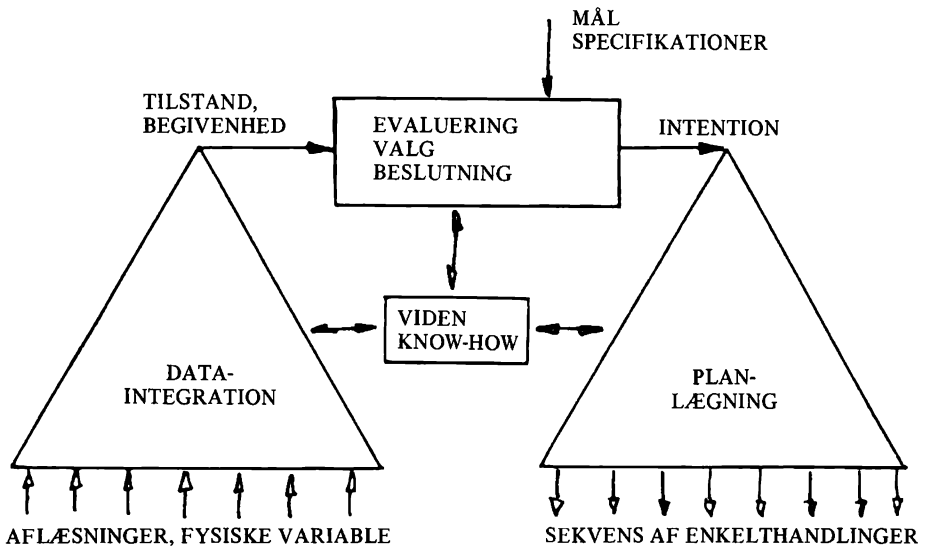 MÅL
SPECIFIKATIONER
TILSTAND,
BEGIVENHED
EVALUERING
VALG
BESLUTNING
INTENTION
VIDEN
KNOW-HOW
DATA-
INTEGRATION
PLAN-
LÆGNING
AFLÆSNINGER, FYSISKE VARIABLE
SEKVENS AF ENKELTHANDLINGER